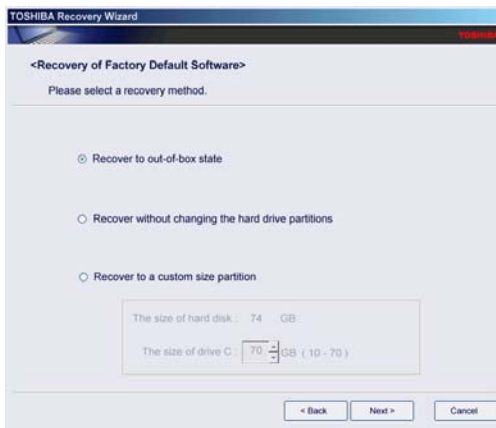 TOSHIBA Recovery Wizard
TOSHIBA
<Recovery of Factory Default Software>
Please select a recovery method.
Recover to out-of-box state
Recover without changing the hard drive partitions
Recover to a custom size partition
The size of hard disk : 74 GB
The size of drive C : 70 GB ( 10 - 70 )
< Back Next > Cancel